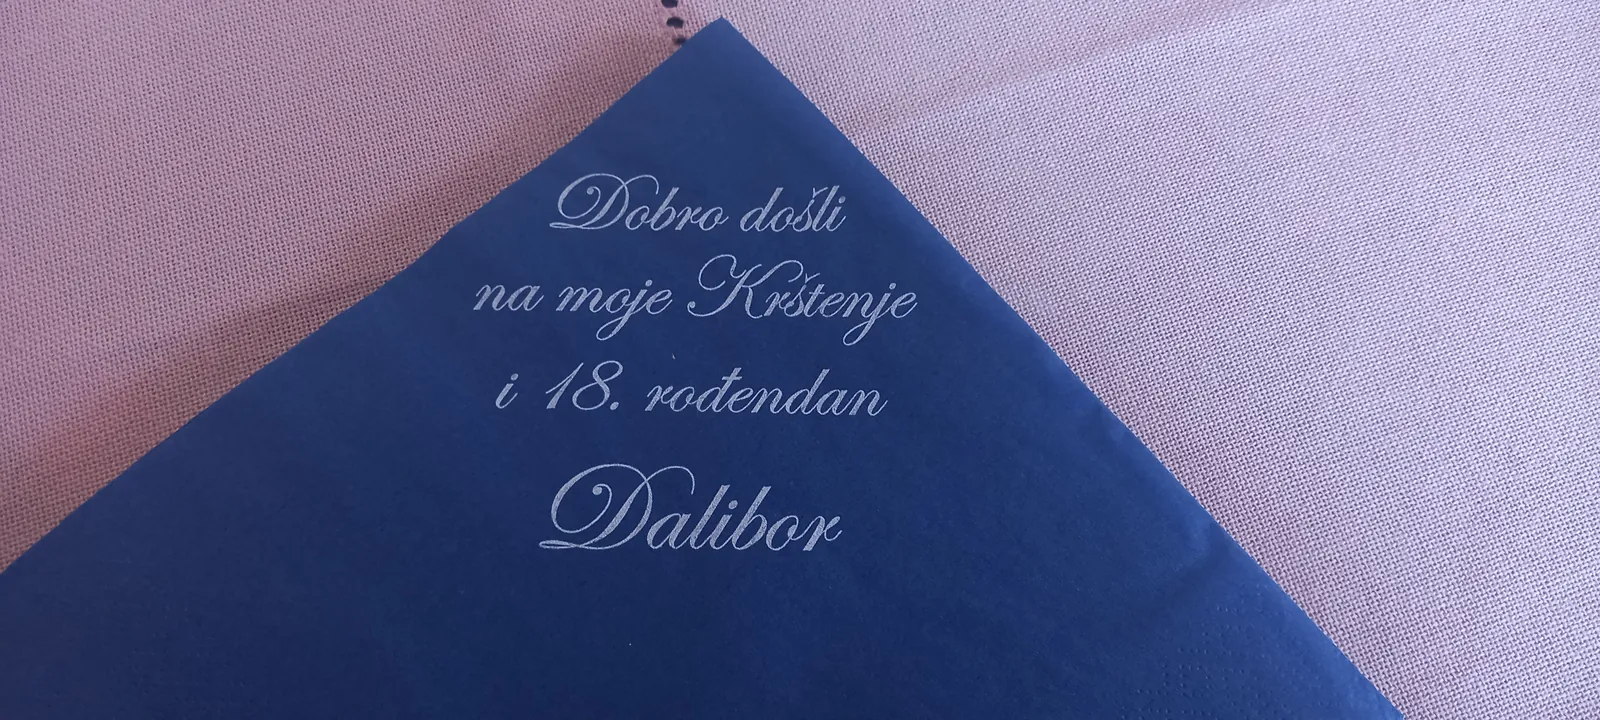 Dobro došli
na moje Krštenje
i 18. rođendan
Dalibor